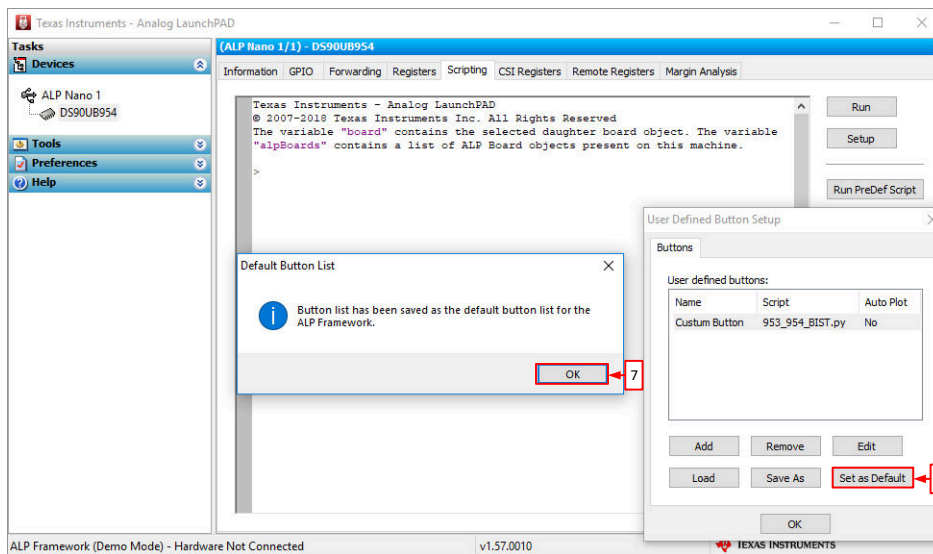 Texas Instruments - Analog LaunchPAD
Tasks
Devices
ALP Nano 1
DS90UB954
Tools
Preferences
Help
(ALP Nano 1/1) - DS90UB954
Information GPIO Forwarding Registers Scripting CSI Registers Remote Registers Margin Analysis
Texas Instruments - Analog LaunchPAD
© 2007-2018 Texas Instruments Inc. All Rights Reserved
The variable "board" contains the selected daughter board object. The variable
"alpBoards" contains a list of ALP Board objects present on this machine.
>
Run
Setup
Run PreDef Script
Default Button List
Button list has been saved as the default button list for the
ALP Framework.
OK
7
User Defined Button Setup
Buttons
User defined buttons:
Name Script Auto Plot
Custum Button 953_954_BIST.py No
Add Remove Edit
Load Save As Set as Default
OK
ALP Framework (Demo Mode) - Hardware Not Connected
v1.57.0010
TEXAS INSTRUMENTS